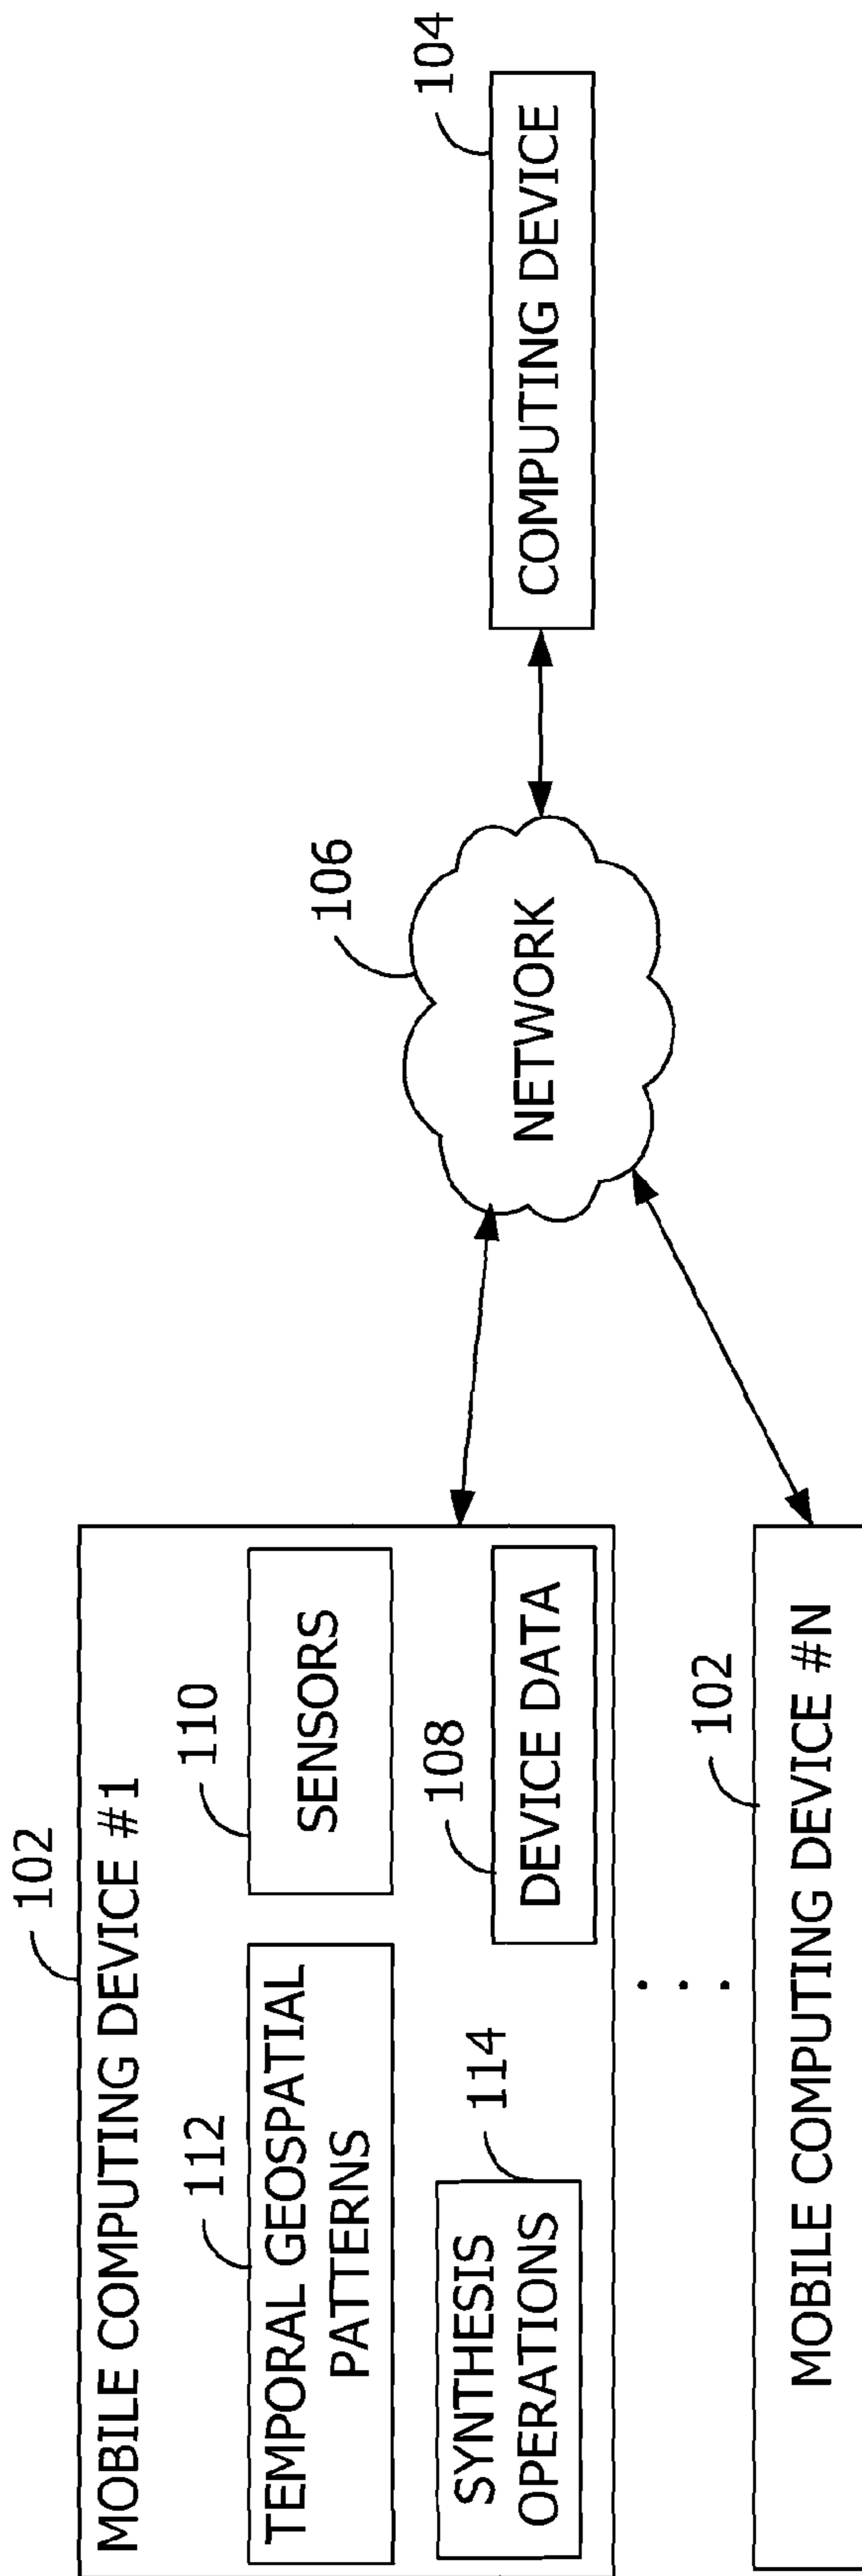 102
MOBILE COMPUTING DEVICE #1
112
TEMPORAL GEOSPATIAL
PATTERNS
110
SENSORS
114
SYNTHESIS
OPERATIONS
108
DEVICE DATA
102
MOBILE COMPUTING DEVICE #N
106
NETWORK
104
COMPUTING DEVICE